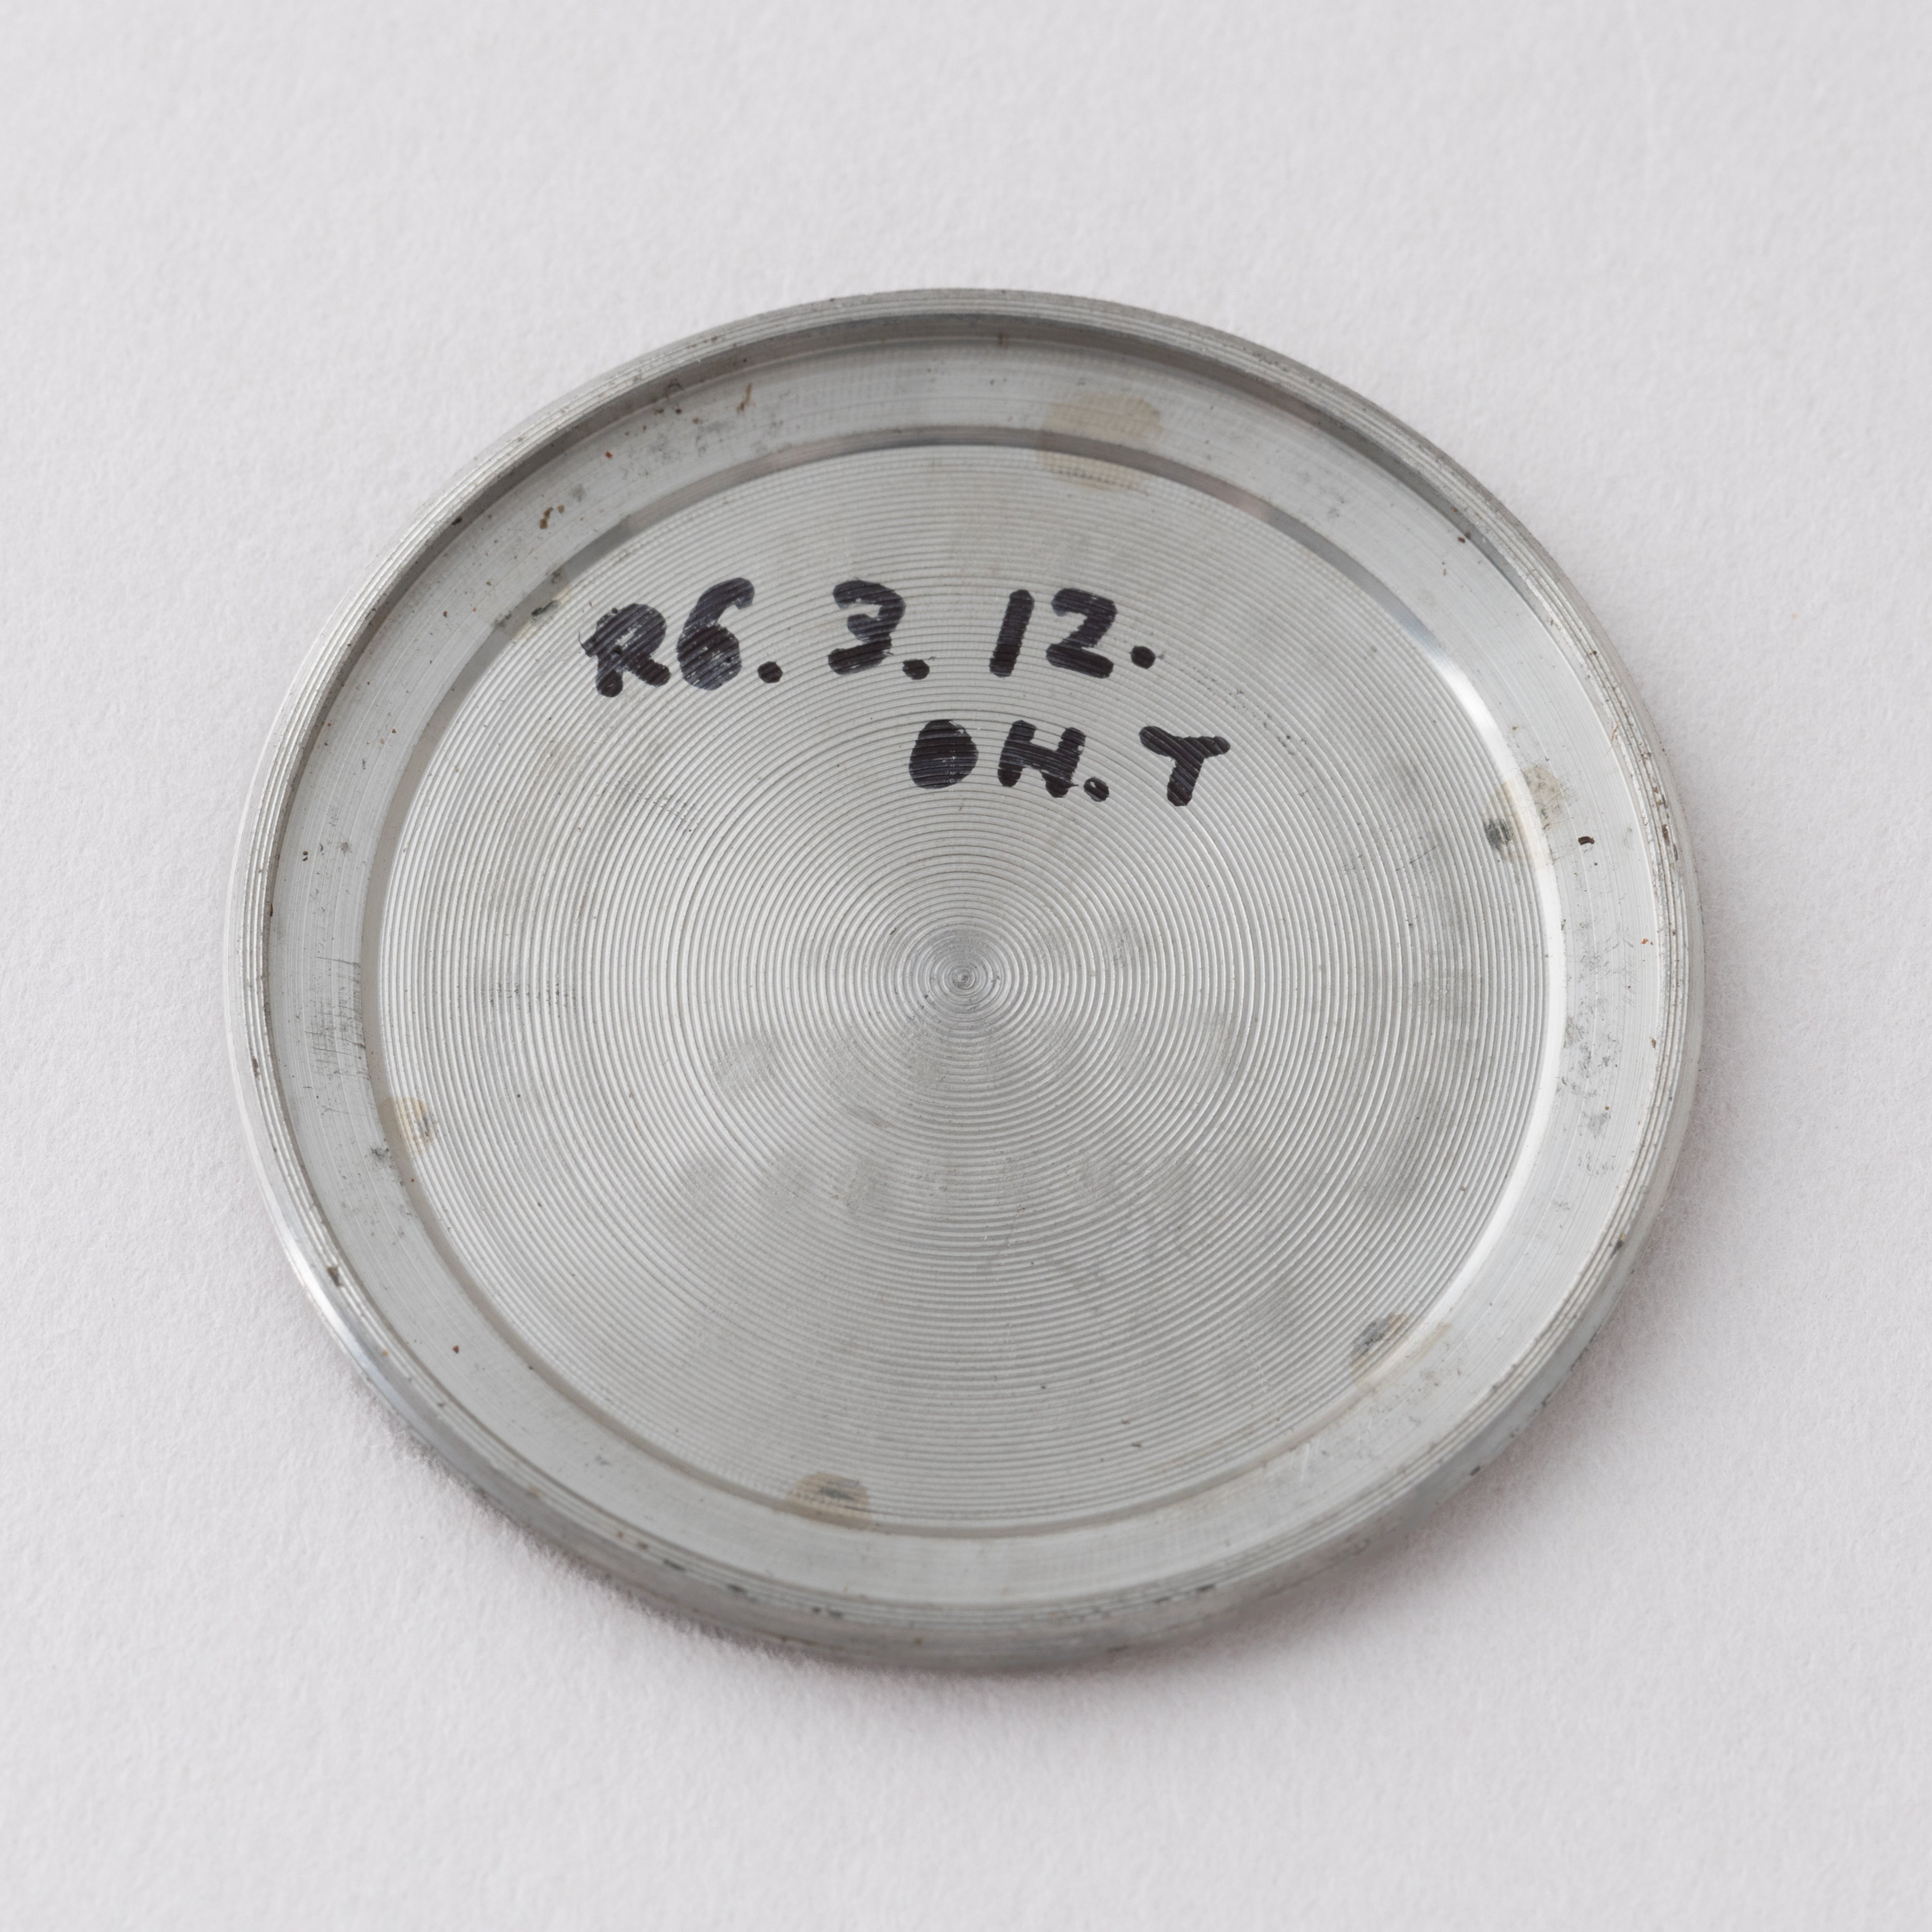 R6. 3. 12.
OH. T